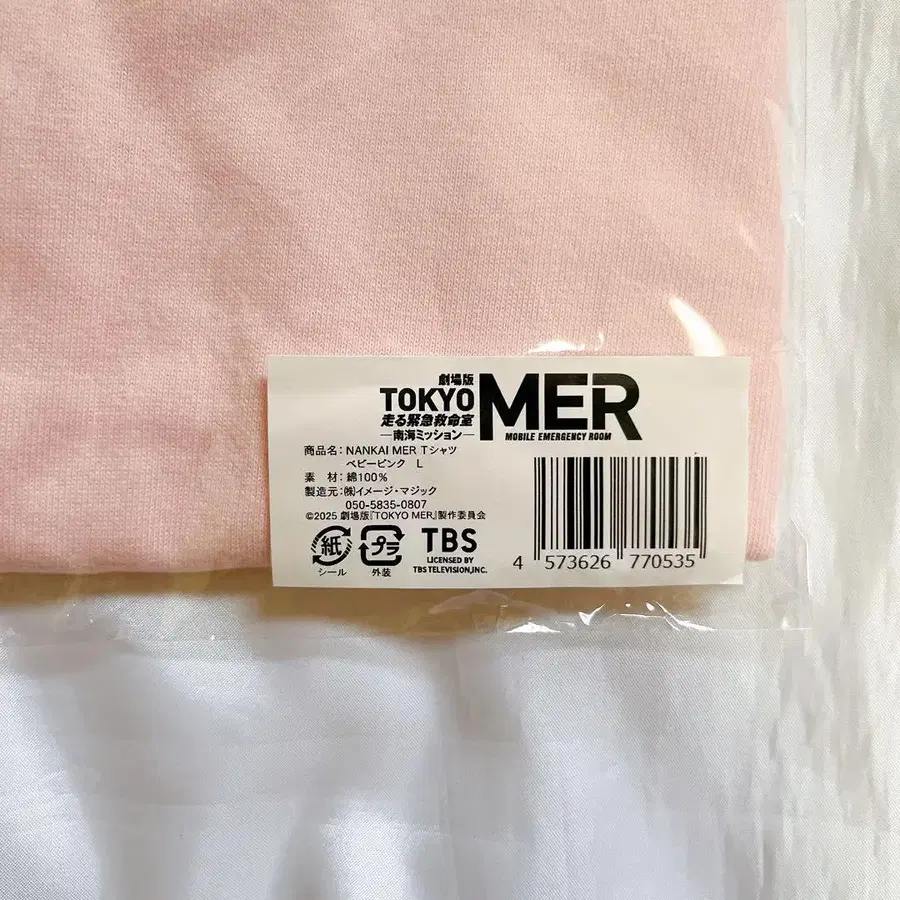 劇場版
TOKYO MER
走る緊急救命室
―南海ミッション―
MOBILE EMERGENCY ROOM
商品名：NANKAI MER Tシャツ
ベビーピンク　L
素　材：綿100％
製造元：㈱イメージ・マジック
050-5835-0807
©2025 劇場版『TOKYO MER』製作委員会
紙
シール
プラ
外装
TBS
LICENSED BY
TBS TELEVISION,INC.
4 573626 770535